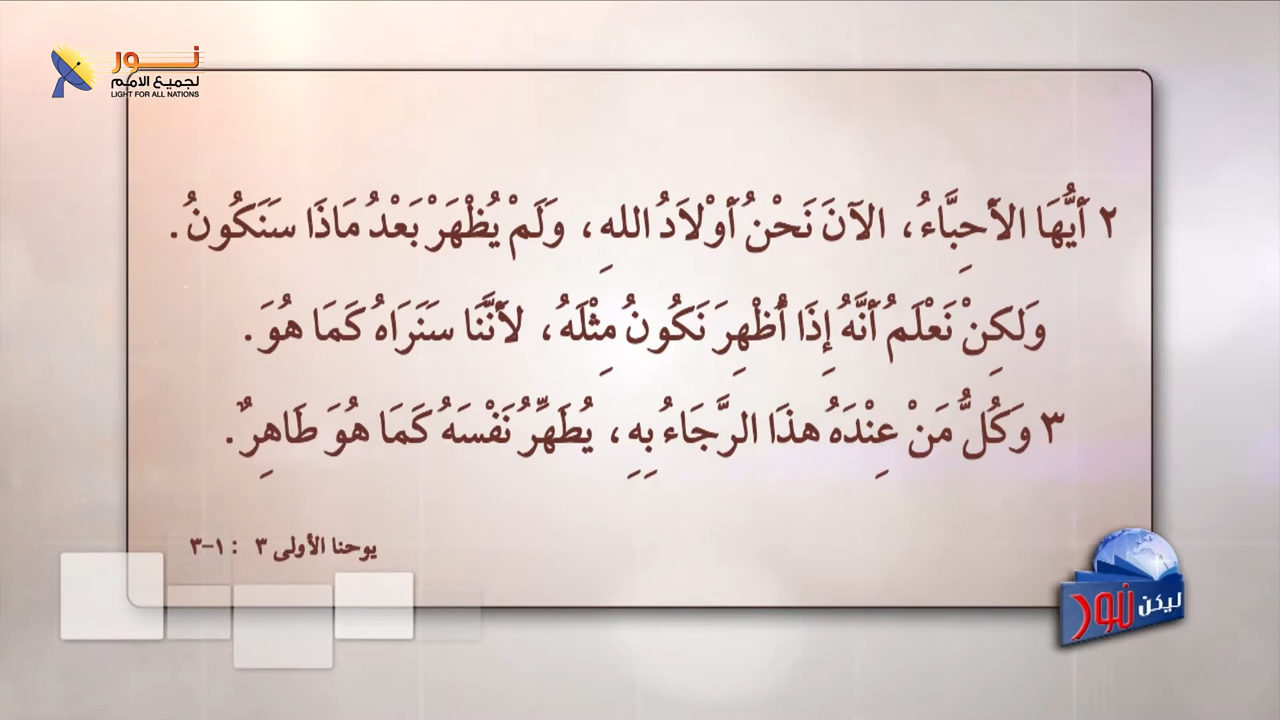 نور
لجميع الامم
LIGHT FOR ALL NATIONS
٢ أَيُّهَا الأَحِبَّاءُ، الآنَ نَحْنُ أَوْلاَدُ اللهِ، وَلَمْ يُظْهَرْ بَعْدُ مَاذَا سَنَكُونُ.
وَلكِنْ نَعْلَمُ أَنَّهُ إِذَا أُظْهِرَ نَكُونُ مِثْلَهُ، لأَنَّنَا سَنَرَاهُ كَمَا هُوَ.
٣ وَكُلُّ مَنْ عِنْدَهُ هذَا الرَّجَاءُ بِهِ، يُطَهِّرُ نَفْسَهُ كَمَا هُوَ طَاهِرٌ.
يوحنا الأولى ٣ : ١-٣
ليكن نور